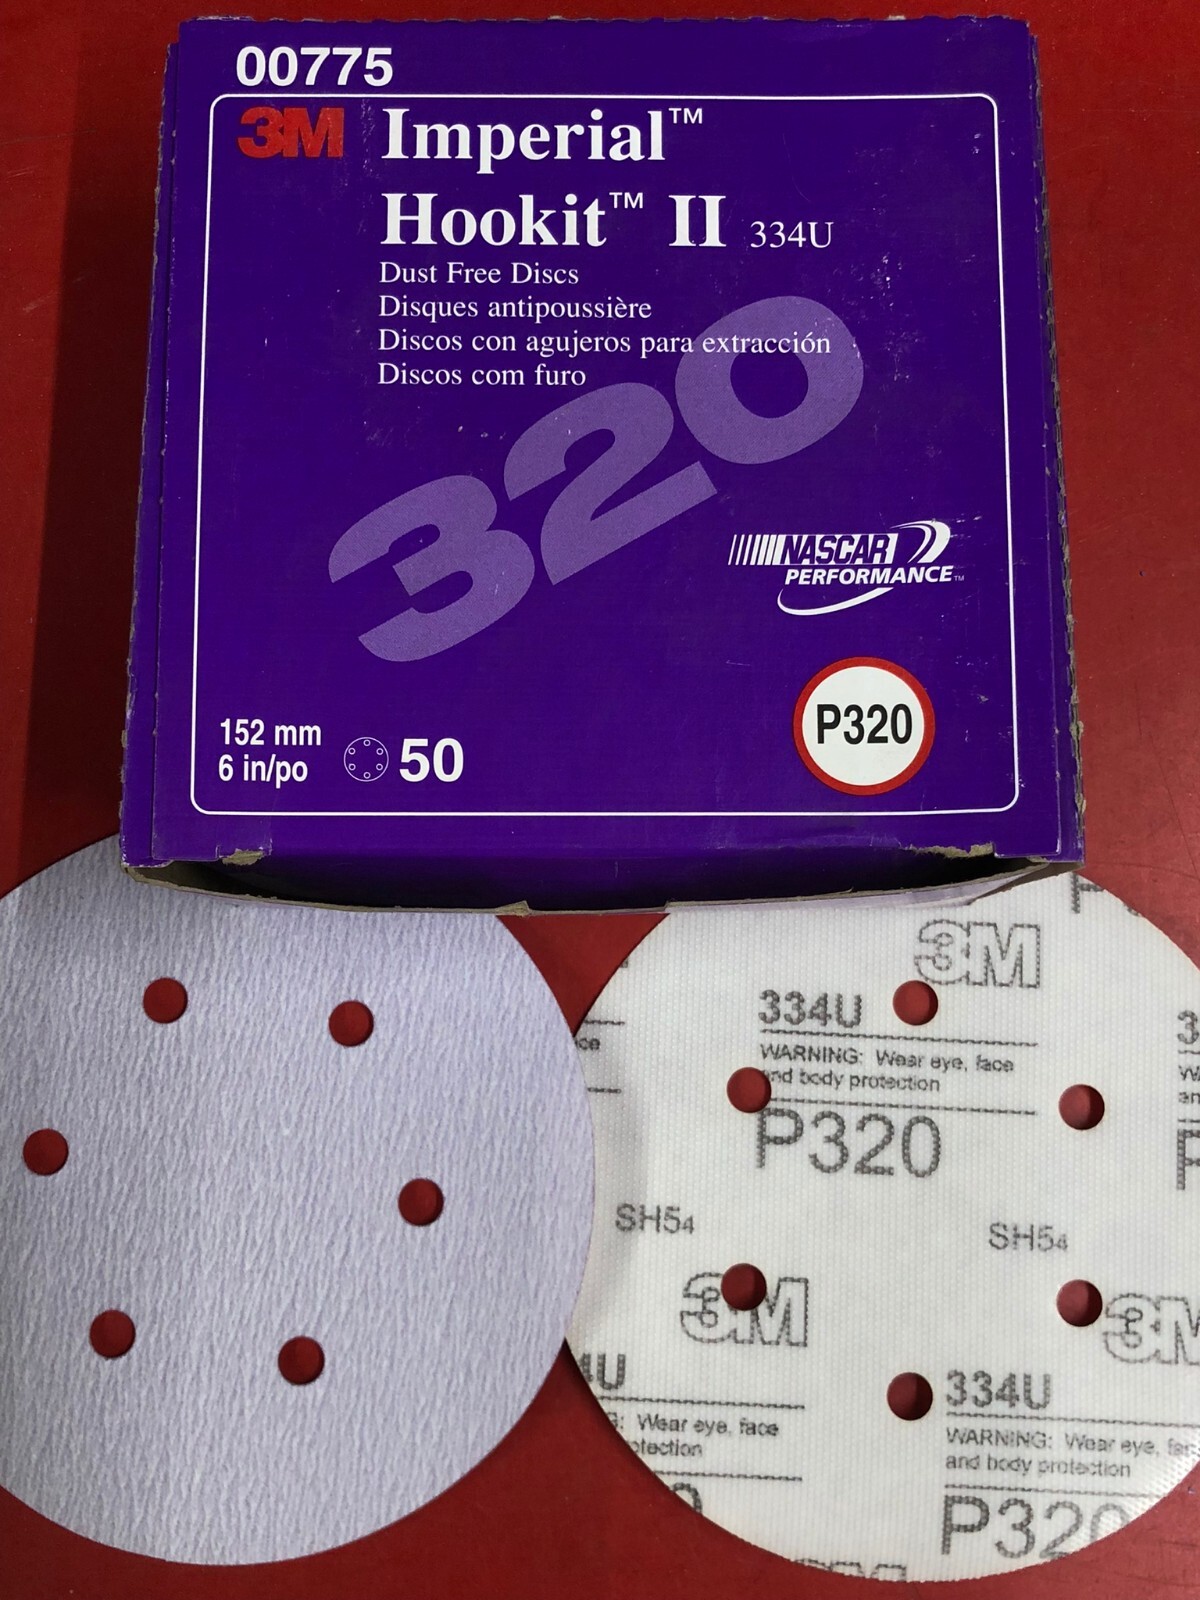 00775
3M Imperial™
Hookit™ II 334U
Dust Free Discs
Disques antipoussière
Discos con agujeros para extracción
Discos com furo
320
NASCAR
PERFORMANCE™
P320
152 mm
6 in/po
50
3M
334U
WARNING: Wear eye, face
and body protection
P320
SH54
SH54
3M
3M
334U
WARNING: Wear eye, face
and body protection
P320
: Wear eye, face